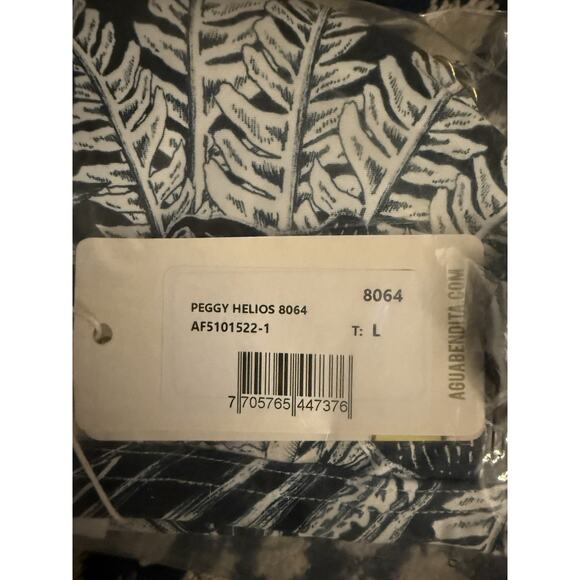 8064
PEGGY HELIOS 8064
AF5101522-1
T: L
7 705765 447376
AGUABENDITA.COM